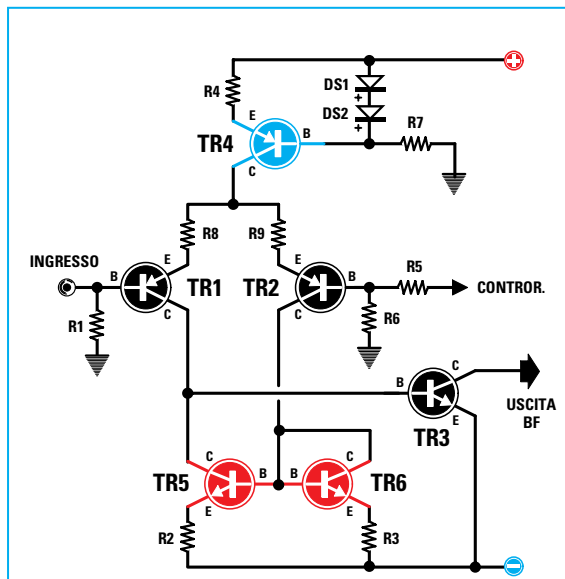 +
R4
DS1
+
DS2
+
E
B
C
TR4
R7
R8
R9
INGRESSO
B
E
C
TR1
R1
E
B
C
TR2
R5
CONTROR.
R6
B
C
E
TR3
USCITA
BF
C
B
E
TR5
B
C
E
TR6
R2
R3
−